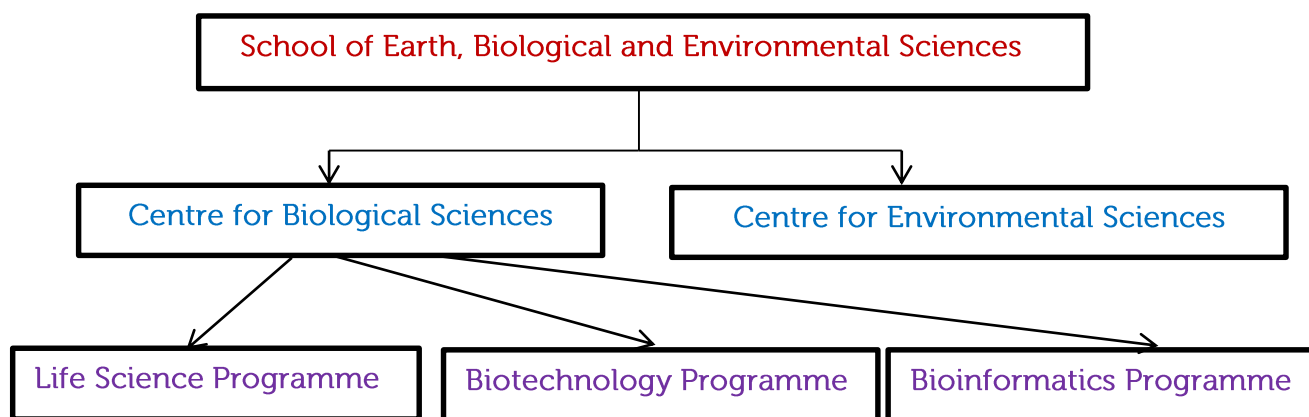 School of Earth, Biological and Environmental Sciences
Centre for Biological Sciences
Centre for Environmental Sciences
Life Science Programme
Biotechnology Programme
Bioinformatics Programme